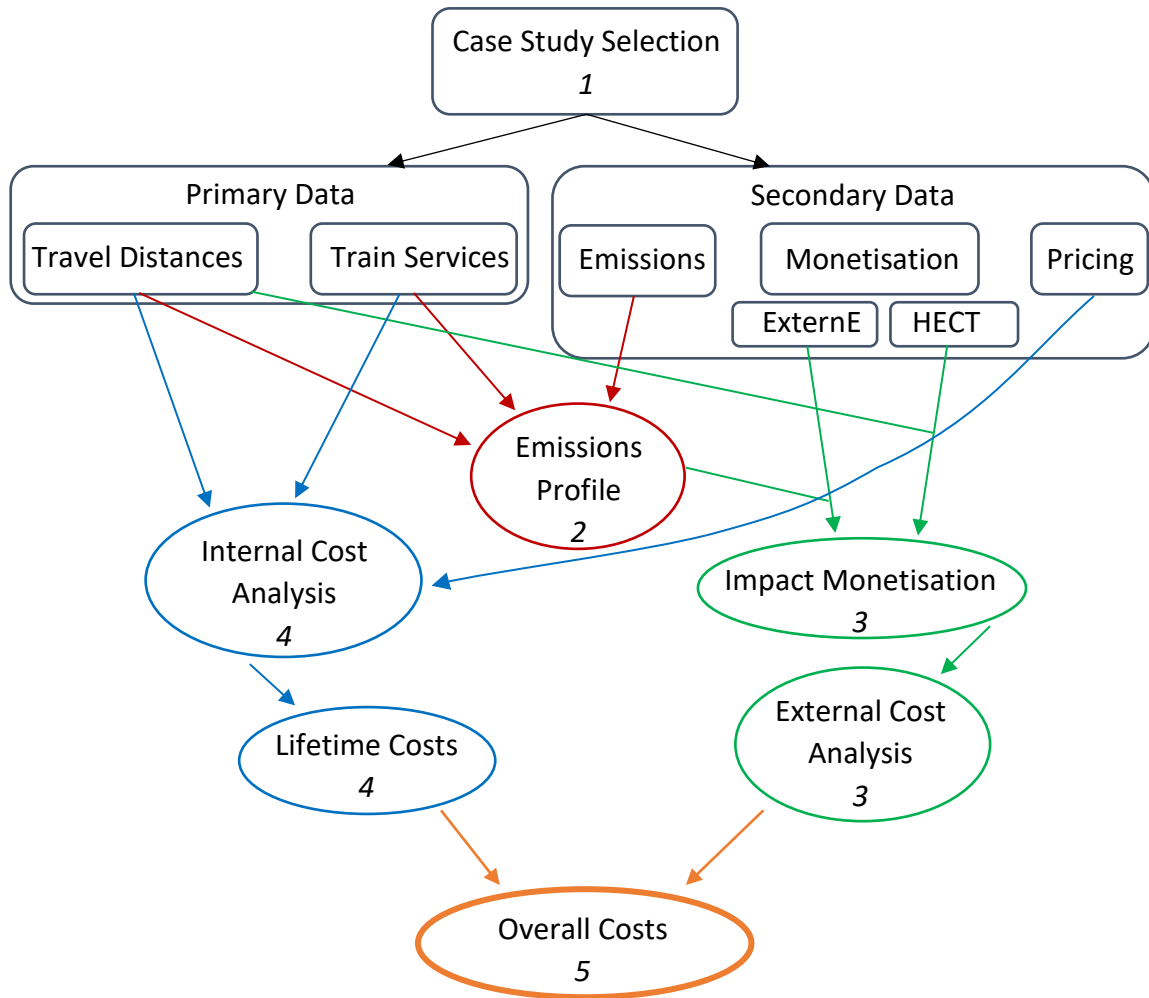 Case Study Selection
1
Primary Data
Travel Distances
Train Services
Secondary Data
Emissions
Monetisation
Pricing
ExternE
HECT
Emissions
Profile
2
Internal Cost
Analysis
4
Impact Monetisation
3
Lifetime Costs
4
External Cost
Analysis
3
Overall Costs
5